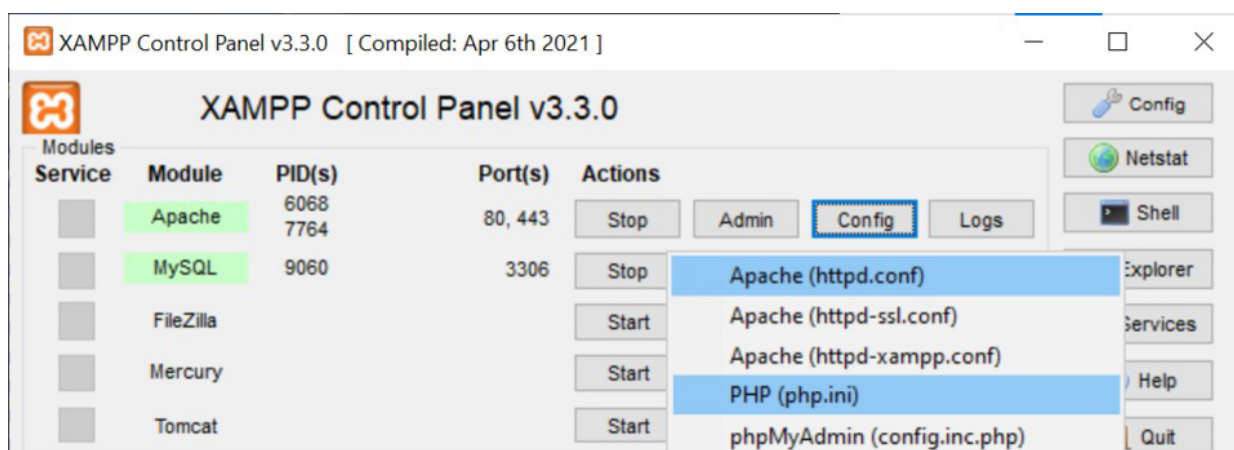 XAMPP Control Panel v3.3.0 [ Compiled: Apr 6th 2021 ]
XAMPP Control Panel v3.3.0
Config
Modules
Netstat
Service Module PID(s) Port(s) Actions
Apache 6068 7764 80, 443 Stop Admin Config Logs
Shell
MySQL 9060 3306 Stop
Apache (httpd.conf)
Explorer
FileZilla Start
Apache (httpd-ssl.conf)
Services
Apache (httpd-xampp.conf)
Mercury Start
PHP (php.ini)
Help
Tomcat Start
phpMyAdmin (config.inc.php)
Quit